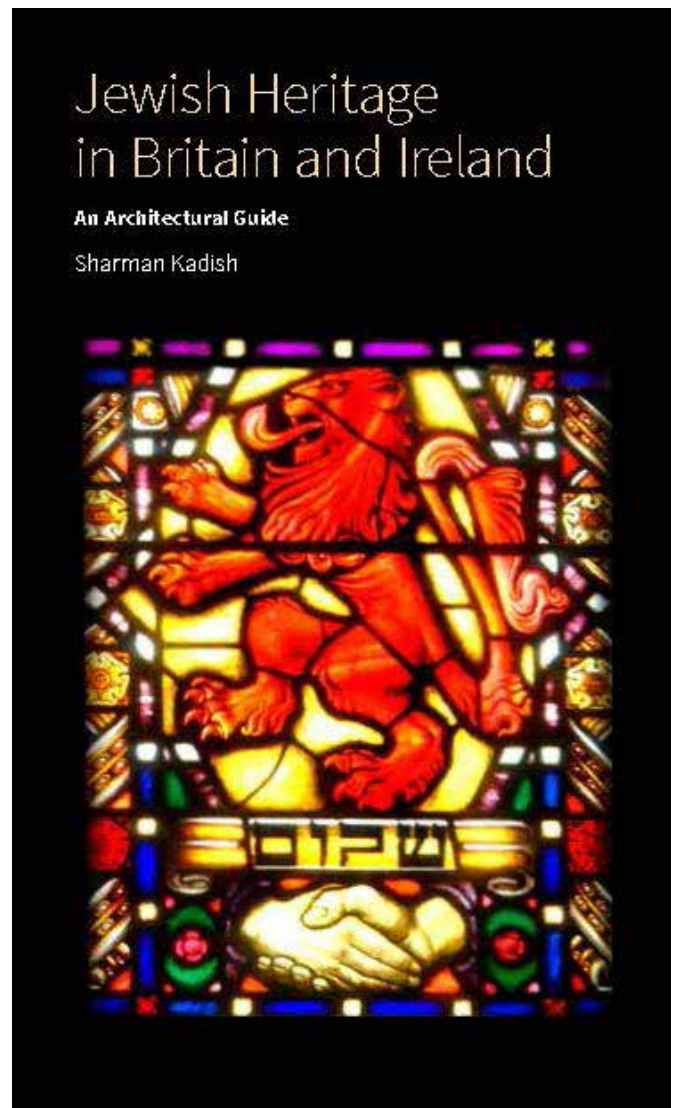 Jewish Heritage
in Britain and Ireland
An Architectural Guide
Sharman Kadish
שלום